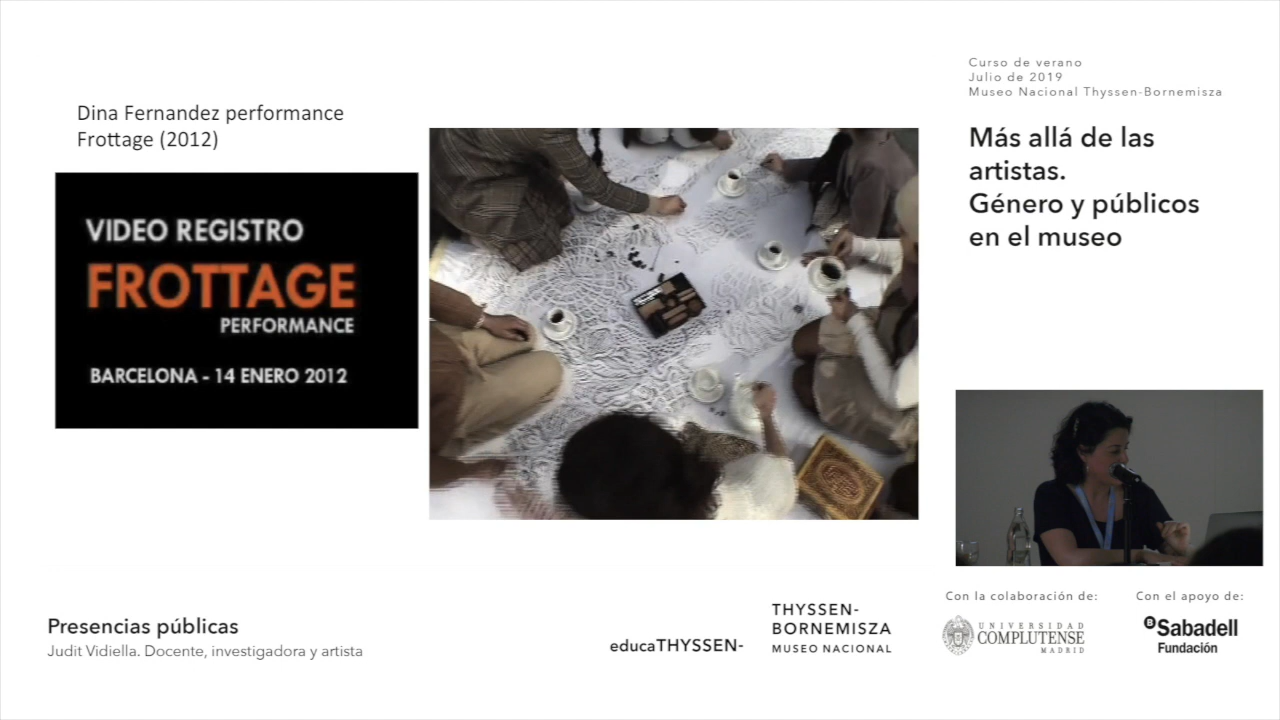 Dina Fernandez performance
Frottage (2012)
VIDEO REGISTRO
FROTTAGE
PERFORMANCE
BARCELONA - 14 ENERO 2012
Curso de verano
Julio de 2019
Museo Nacional Thyssen-Bornemisza
Más allá de las
artistas.
Género y públicos
en el museo
Presencias públicas
Judit Vidiella. Docente, investigadora y artista
educaTHYSSEN-
THYSSEN-
BORNEMISZA
MUSEO NACIONAL
Con la colaboración de:
UNIVERSIDAD
COMPLUTENSE
MADRID
Con el apoyo de:
B Sabadell
Fundación